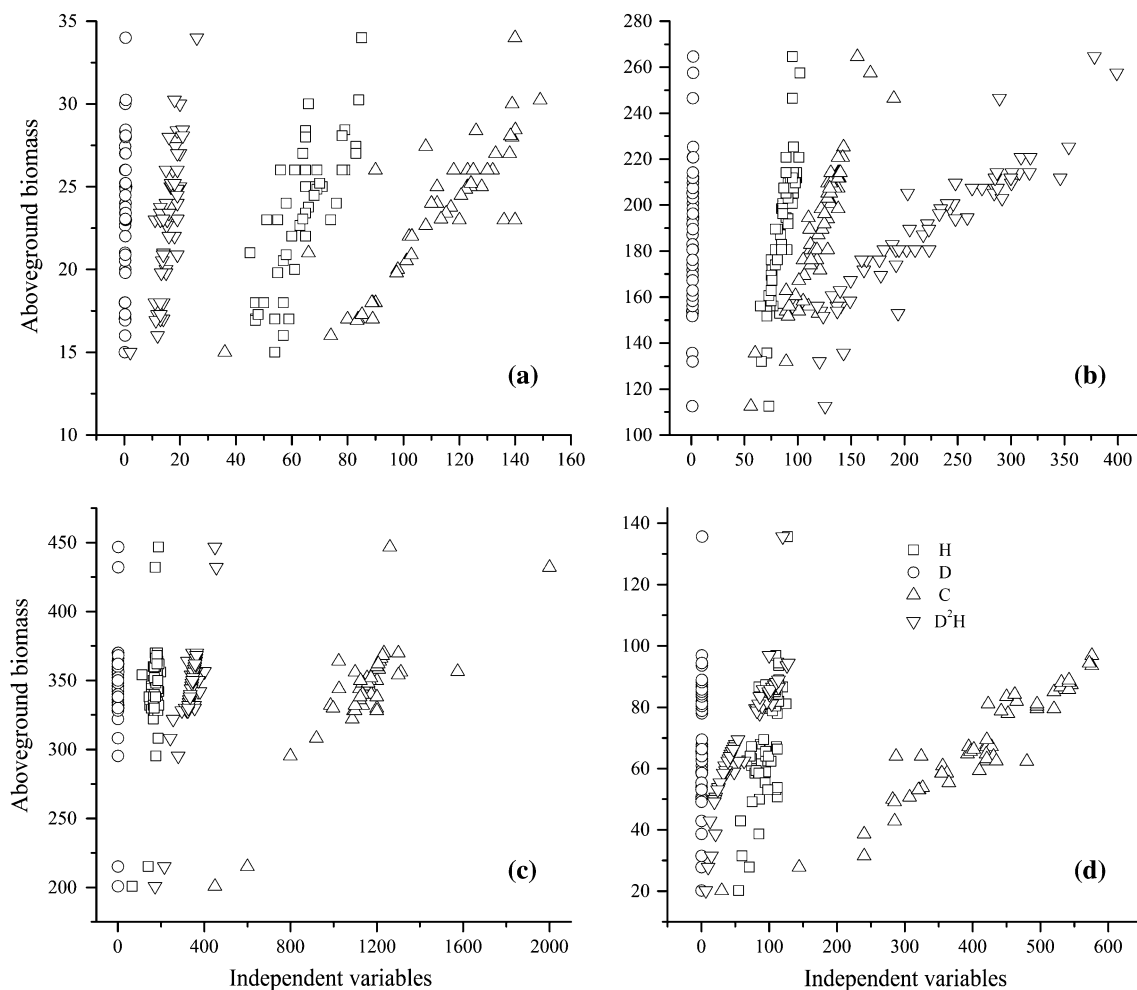 35
30
25
20
15
10
0 20 40 60 80 100 120 140 160
Aboveground biomass
(a)
280
260
240
220
200
180
160
140
120
100
0 50 100 150 200 250 300 350 400
(b)
450
400
350
300
250
200
0 400 800 1200 1600 2000
Aboveground biomass
Independent variables
(c)
140
120
100
80
60
40
20
0 100 200 300 400 500 600
Independent variables
H
D
C
D²H
(d)